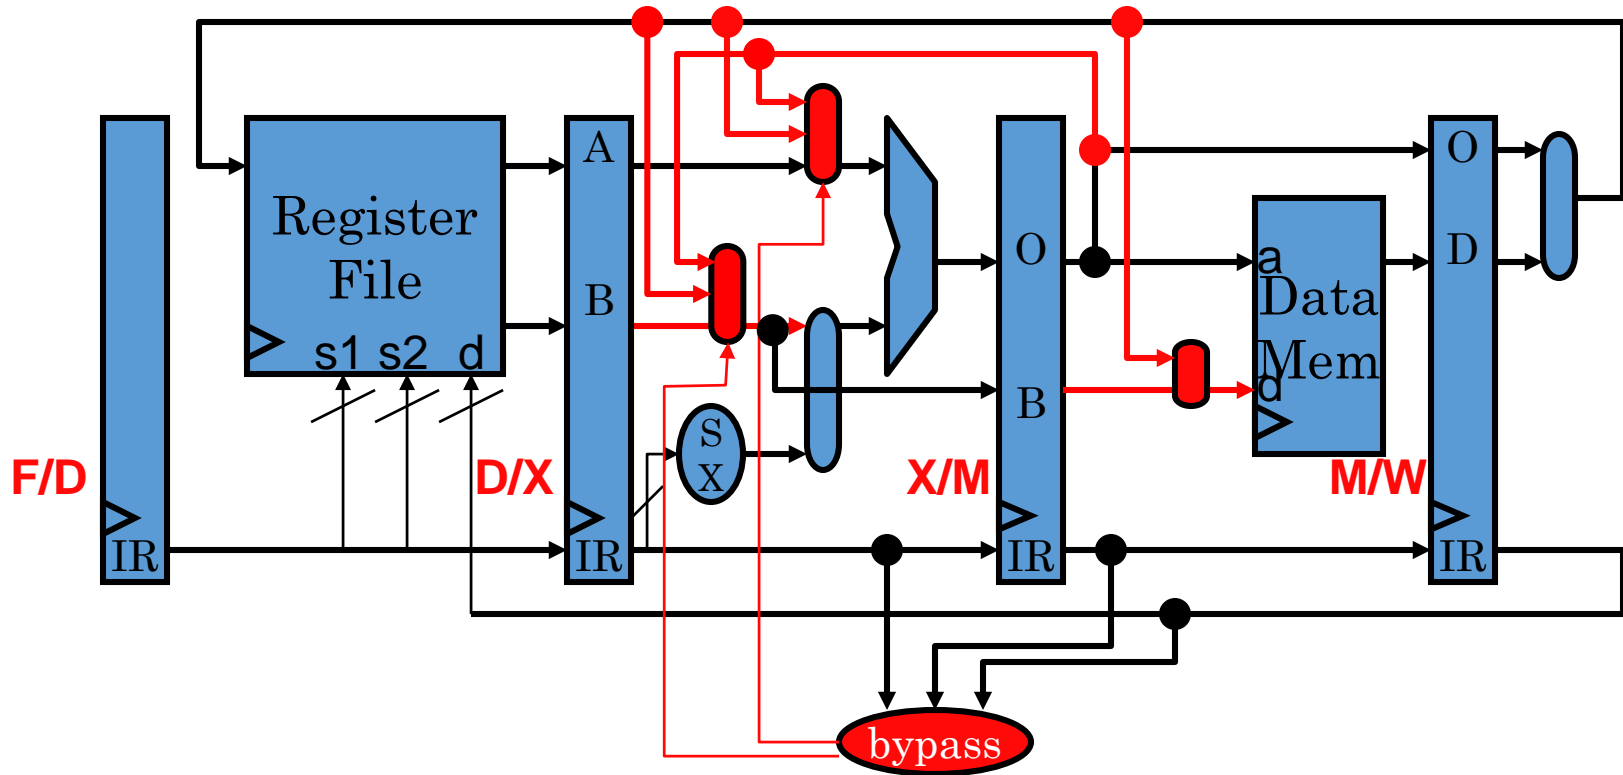 A
O
O
Register
File
B
D
a
Data
Mem
d
s1 s2 d
S
X
B
F/D
D/X
X/M
M/W
IR
IR
IR
IR
bypass